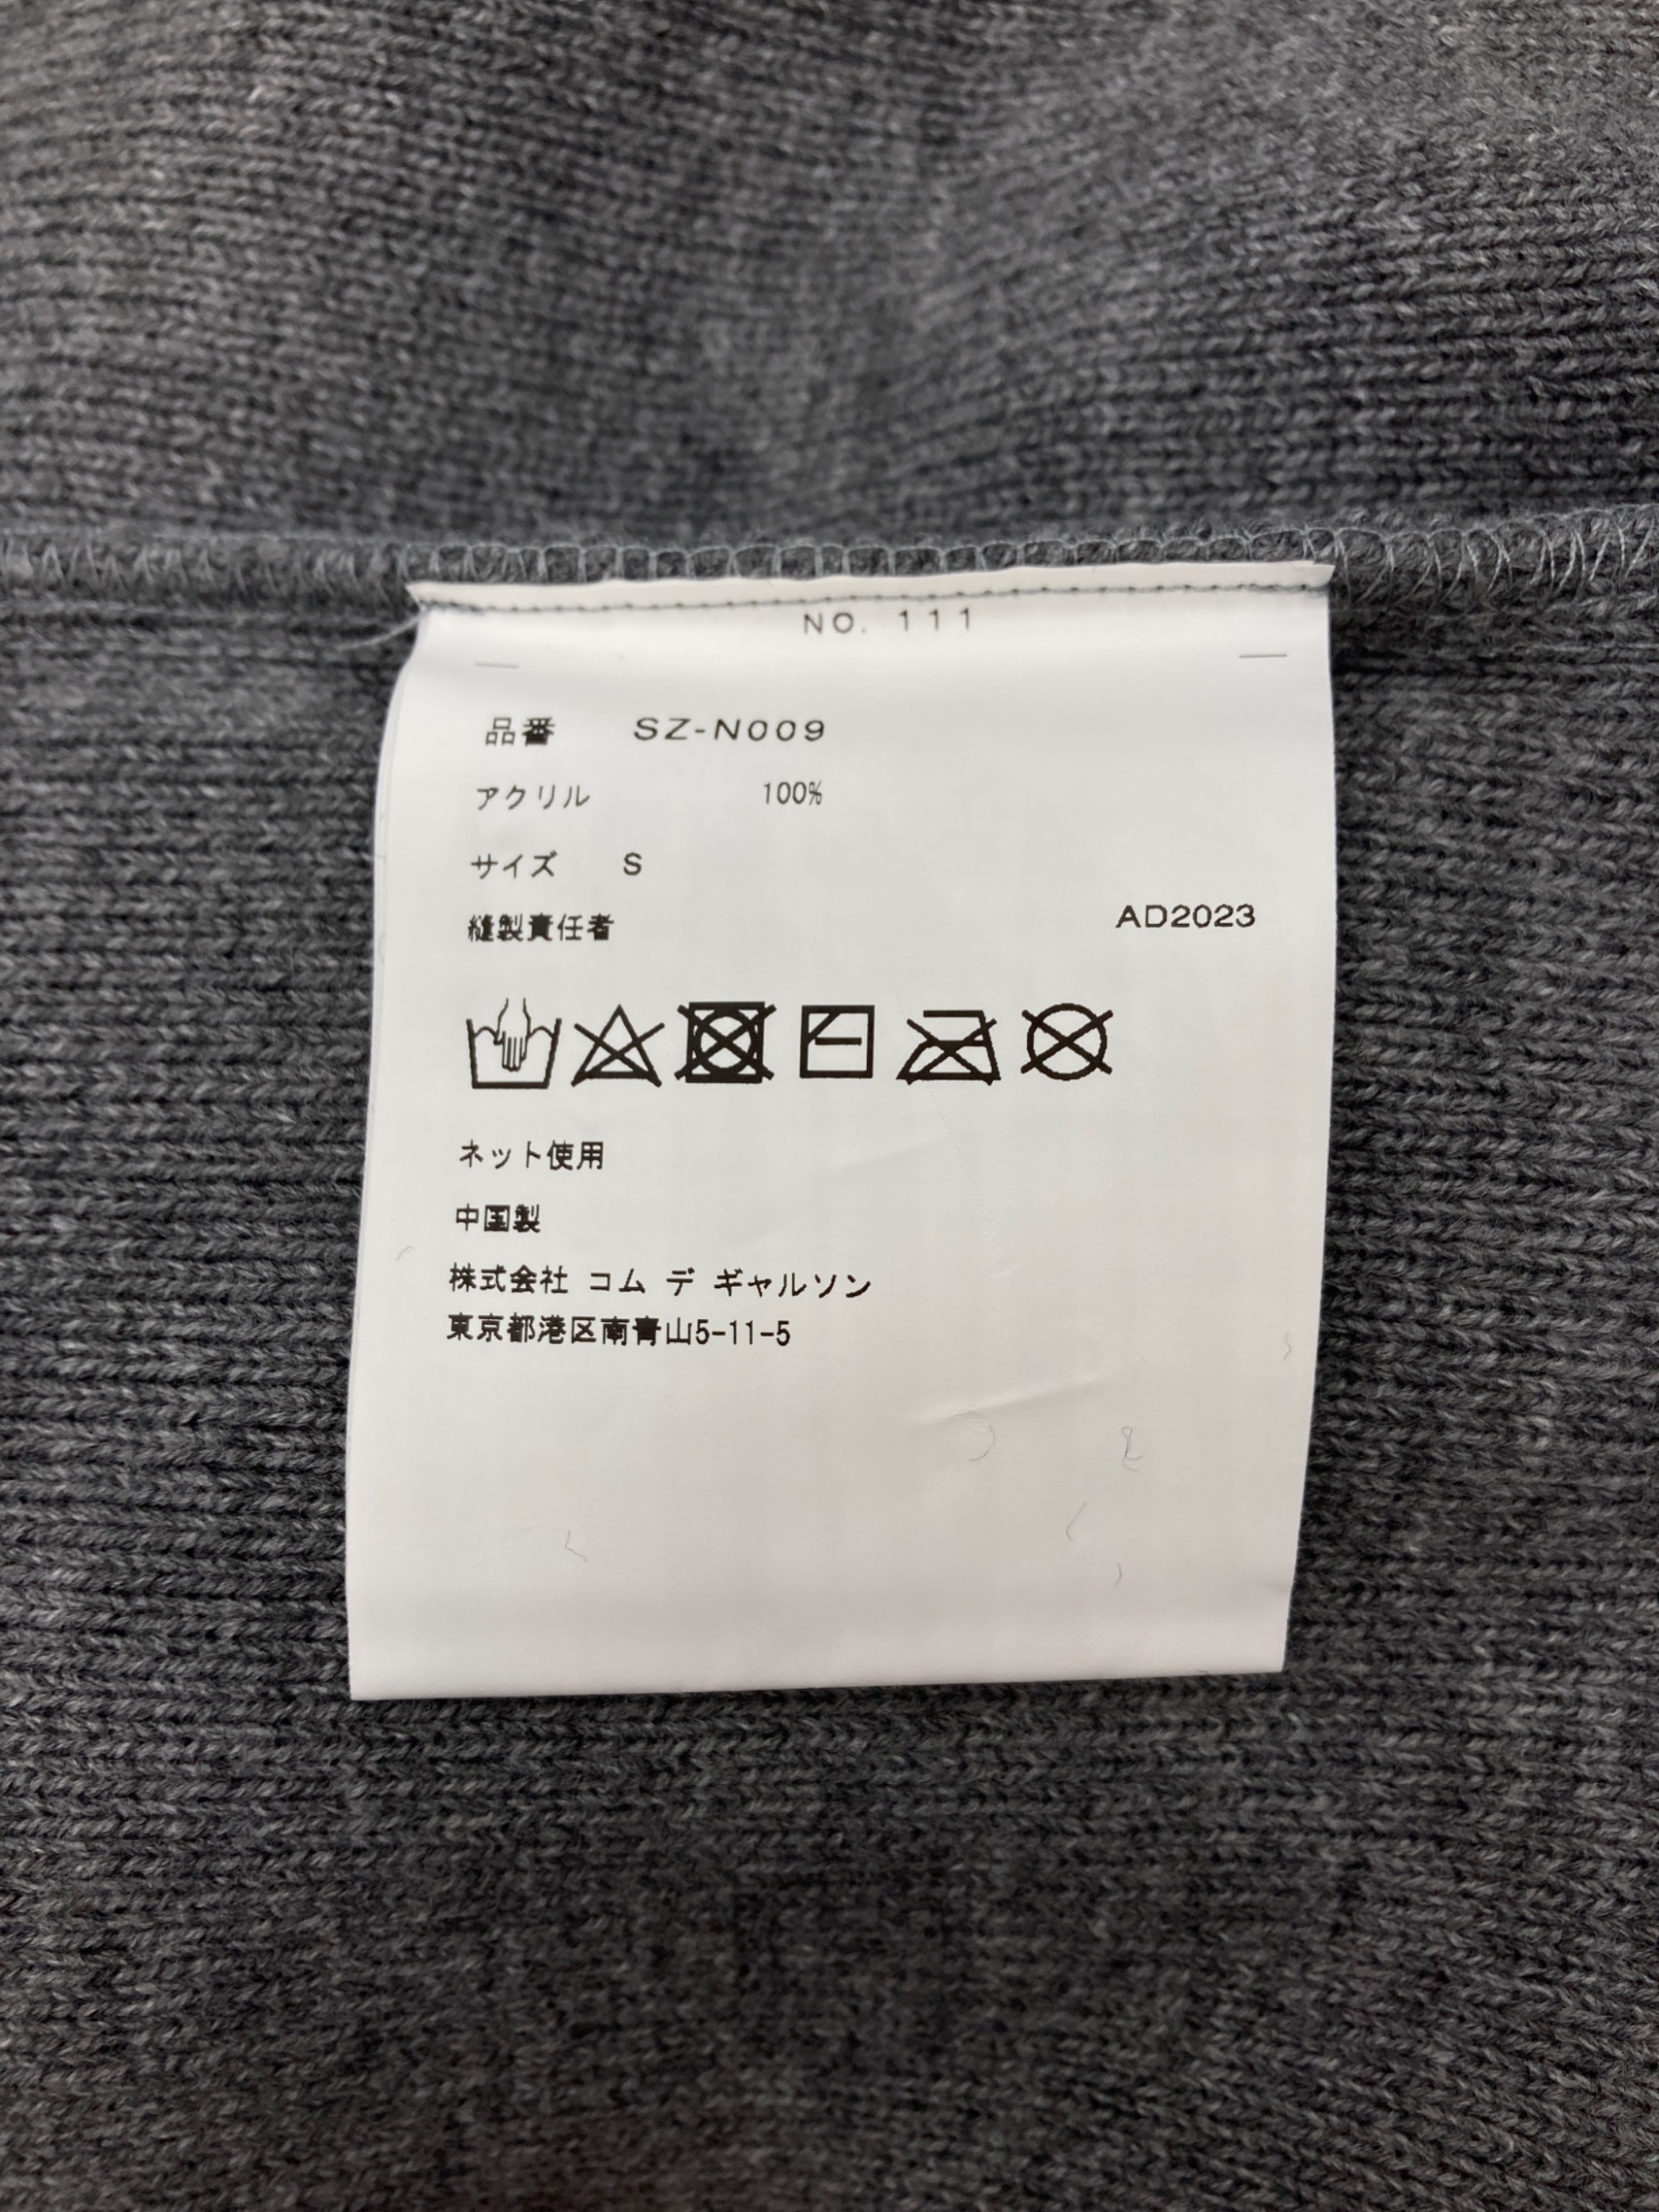 NO. 111
品番 SZ-N009
アクリル 100%
サイズ S
縫製責任者 AD2023
ネット使用
中国製
株式会社 コム デ ギャルソン
東京都港区南青山5-11-5